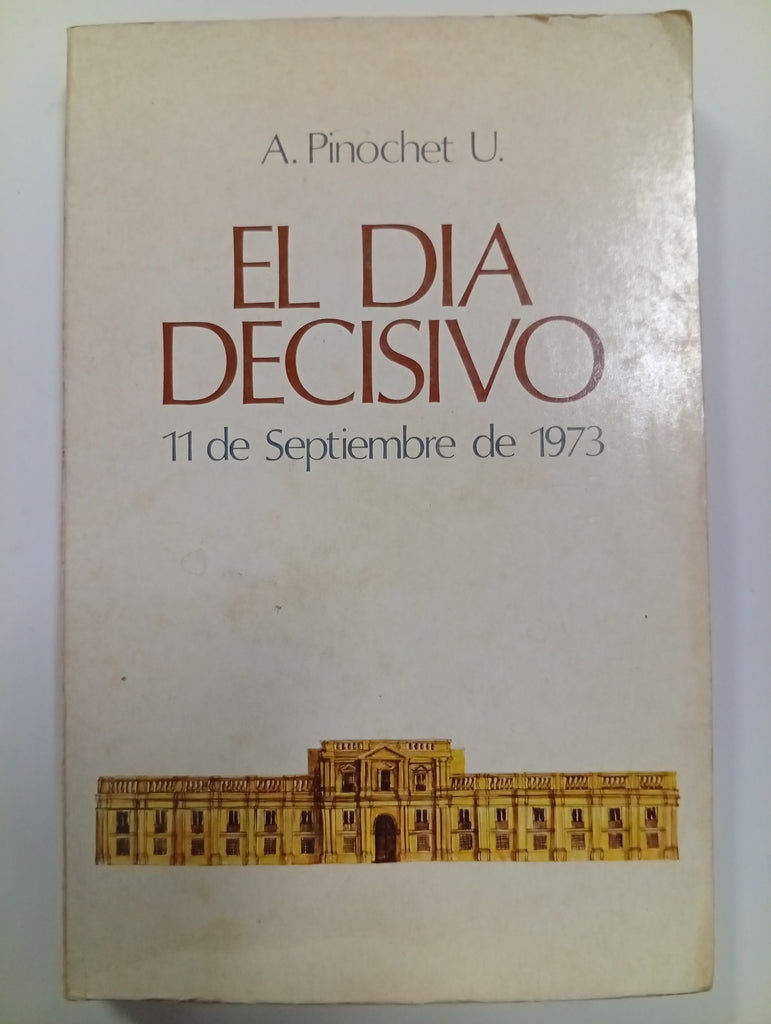 A. Pinochet U.
EL DIA
DECISIVO
11 de Septiembre de 1973